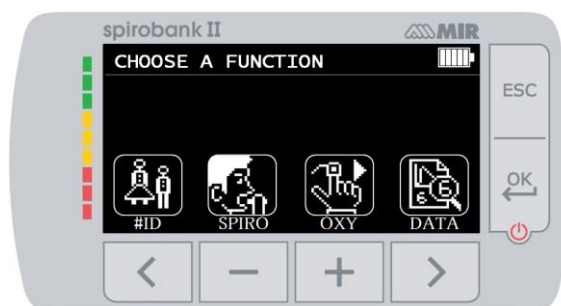 spirobank II
MIR
CHOOSE A FUNCTION
ESC
#ID
SPIRO
OXY
DATA
OK
< − + >